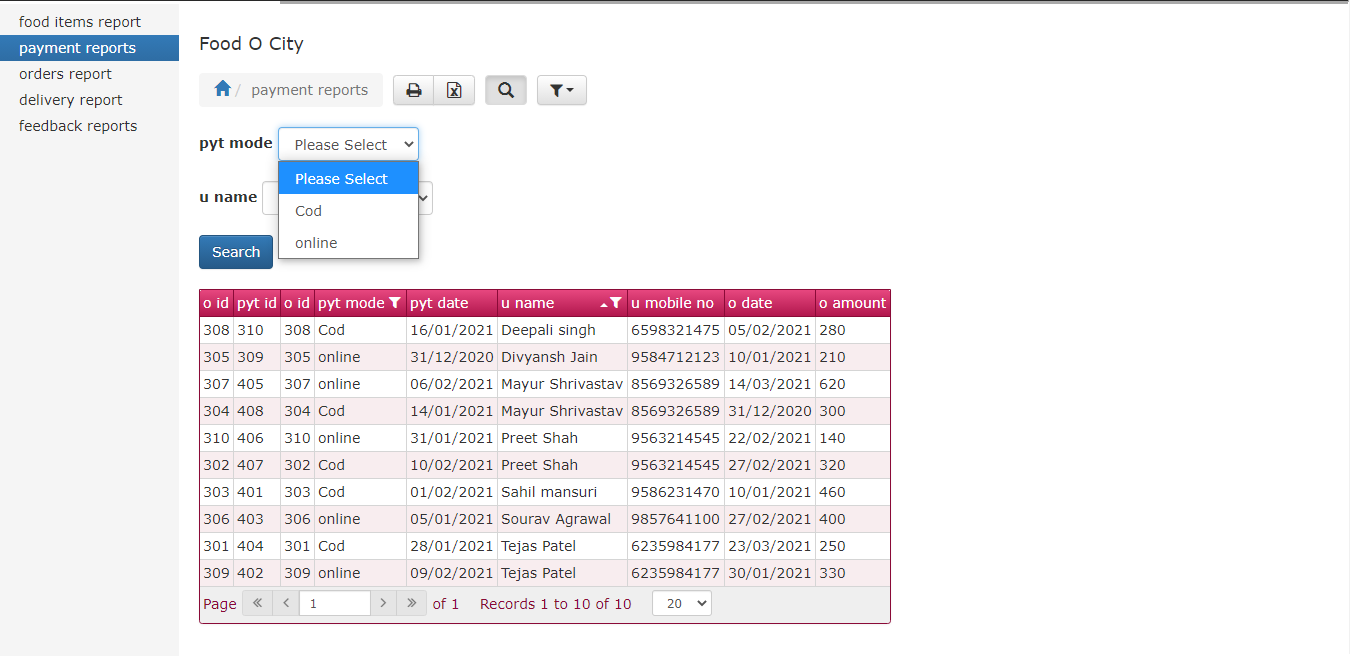 food items report
payment reports
orders report
delivery report
feedback reports
Food O City
/ payment reports
pyt mode Please Select
Please Select
Cod
online
u name
Search
o id pyt id o id pyt mode pyt date u name u mobile no o date o amount
308 310 308 Cod 16/01/2021 Deepali singh 6598321475 05/02/2021 280
305 309 305 online 31/12/2020 Divyansh Jain 9584712123 10/01/2021 210
307 405 307 online 06/02/2021 Mayur Shrivastav 8569326589 14/03/2021 620
304 408 304 Cod 14/01/2021 Mayur Shrivastav 8569326589 31/12/2020 300
310 406 310 online 31/01/2021 Preet Shah 9563214545 22/02/2021 140
302 407 302 Cod 10/02/2021 Preet Shah 9563214545 27/02/2021 320
303 401 303 Cod 01/02/2021 Sahil mansuri 9586231470 10/01/2021 460
306 403 306 online 05/01/2021 Sourav Agrawal 9857641100 27/02/2021 400
301 404 301 Cod 28/01/2021 Tejas Patel 6235984177 23/03/2021 250
309 402 309 online 09/02/2021 Tejas Patel 6235984177 30/01/2021 330
Page « < 1 > » of 1 Records 1 to 10 of 10 20